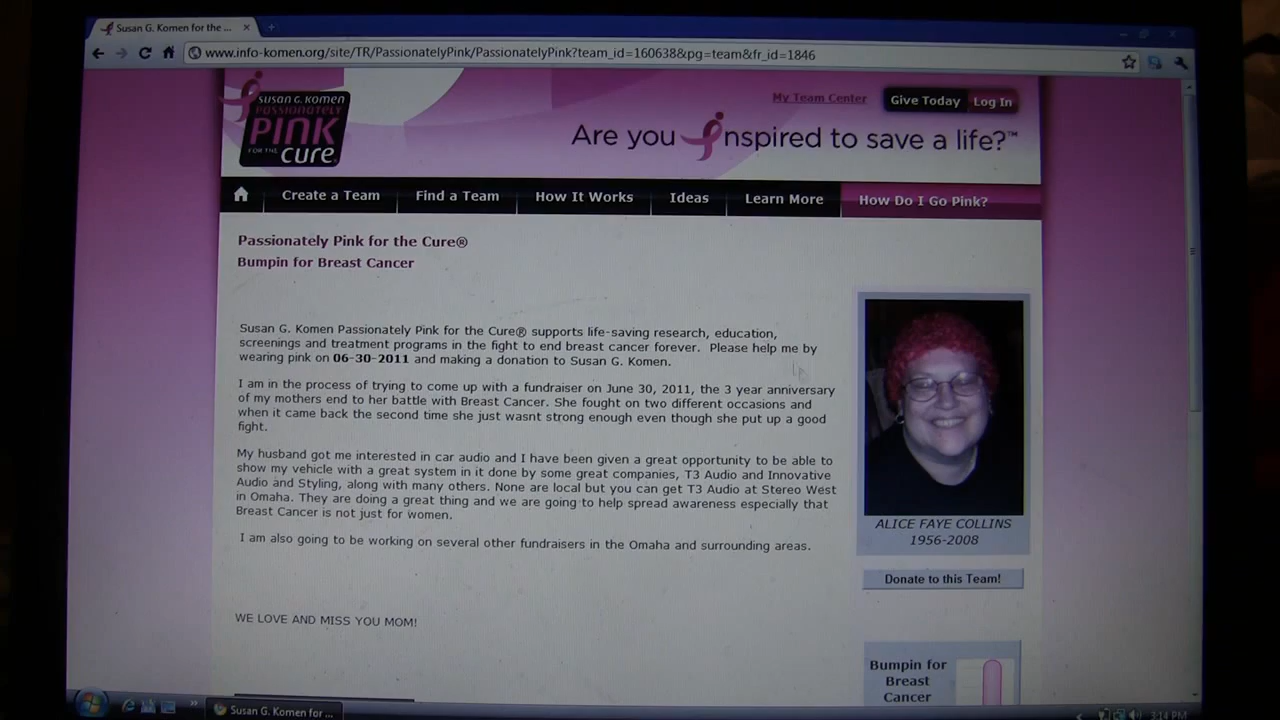 Susan G. Komen for the ...
www.info-komen.org/site/TR/PassionatelyPink/PassionatelyPink?team_id=160638&pg=team&fr_id=1846
My Team Center
Give Today
Log In
SUSAN G. KOMEN
PASSIONATELY
PINK
FOR THE
CURE®
Are you inspired to save a life?™
Create a Team
Find a Team
How It Works
Ideas
Learn More
How Do I Go Pink?
Passionately Pink for the Cure®
Bumpin for Breast Cancer
Susan G. Komen Passionately Pink for the Cure® supports life-saving research, education,
screenings and treatment programs in the fight to end breast cancer forever.  Please help me by
wearing pink on 06-30-2011 and making a donation to Susan G. Komen.
I am in the process of trying to come up with a fundraiser on June 30, 2011, the 3 year anniversary
of my mothers end to her battle with Breast Cancer. She fought on two different occasions and
when it came back the second time she just wasnt strong enough even though she put up a good
fight.
My husband got me interested in car audio and I have been given a great opportunity to be able to
show my vehicle with a great system in it done by some great companies, T3 Audio and Innovative
Audio and Styling, along with many others. None are local but you can get T3 Audio at Stereo West
in Omaha. They are doing a great thing and we are going to help spread awareness especially that
Breast Cancer is not just for women.
I am also going to be working on several other fundraisers in the Omaha and surrounding areas.
WE LOVE AND MISS YOU MOM!
ALICE FAYE COLLINS
1956-2008
Donate to this Team!
Bumpin for
Breast
Cancer
Susan G. Komen for ...
3:14 PM